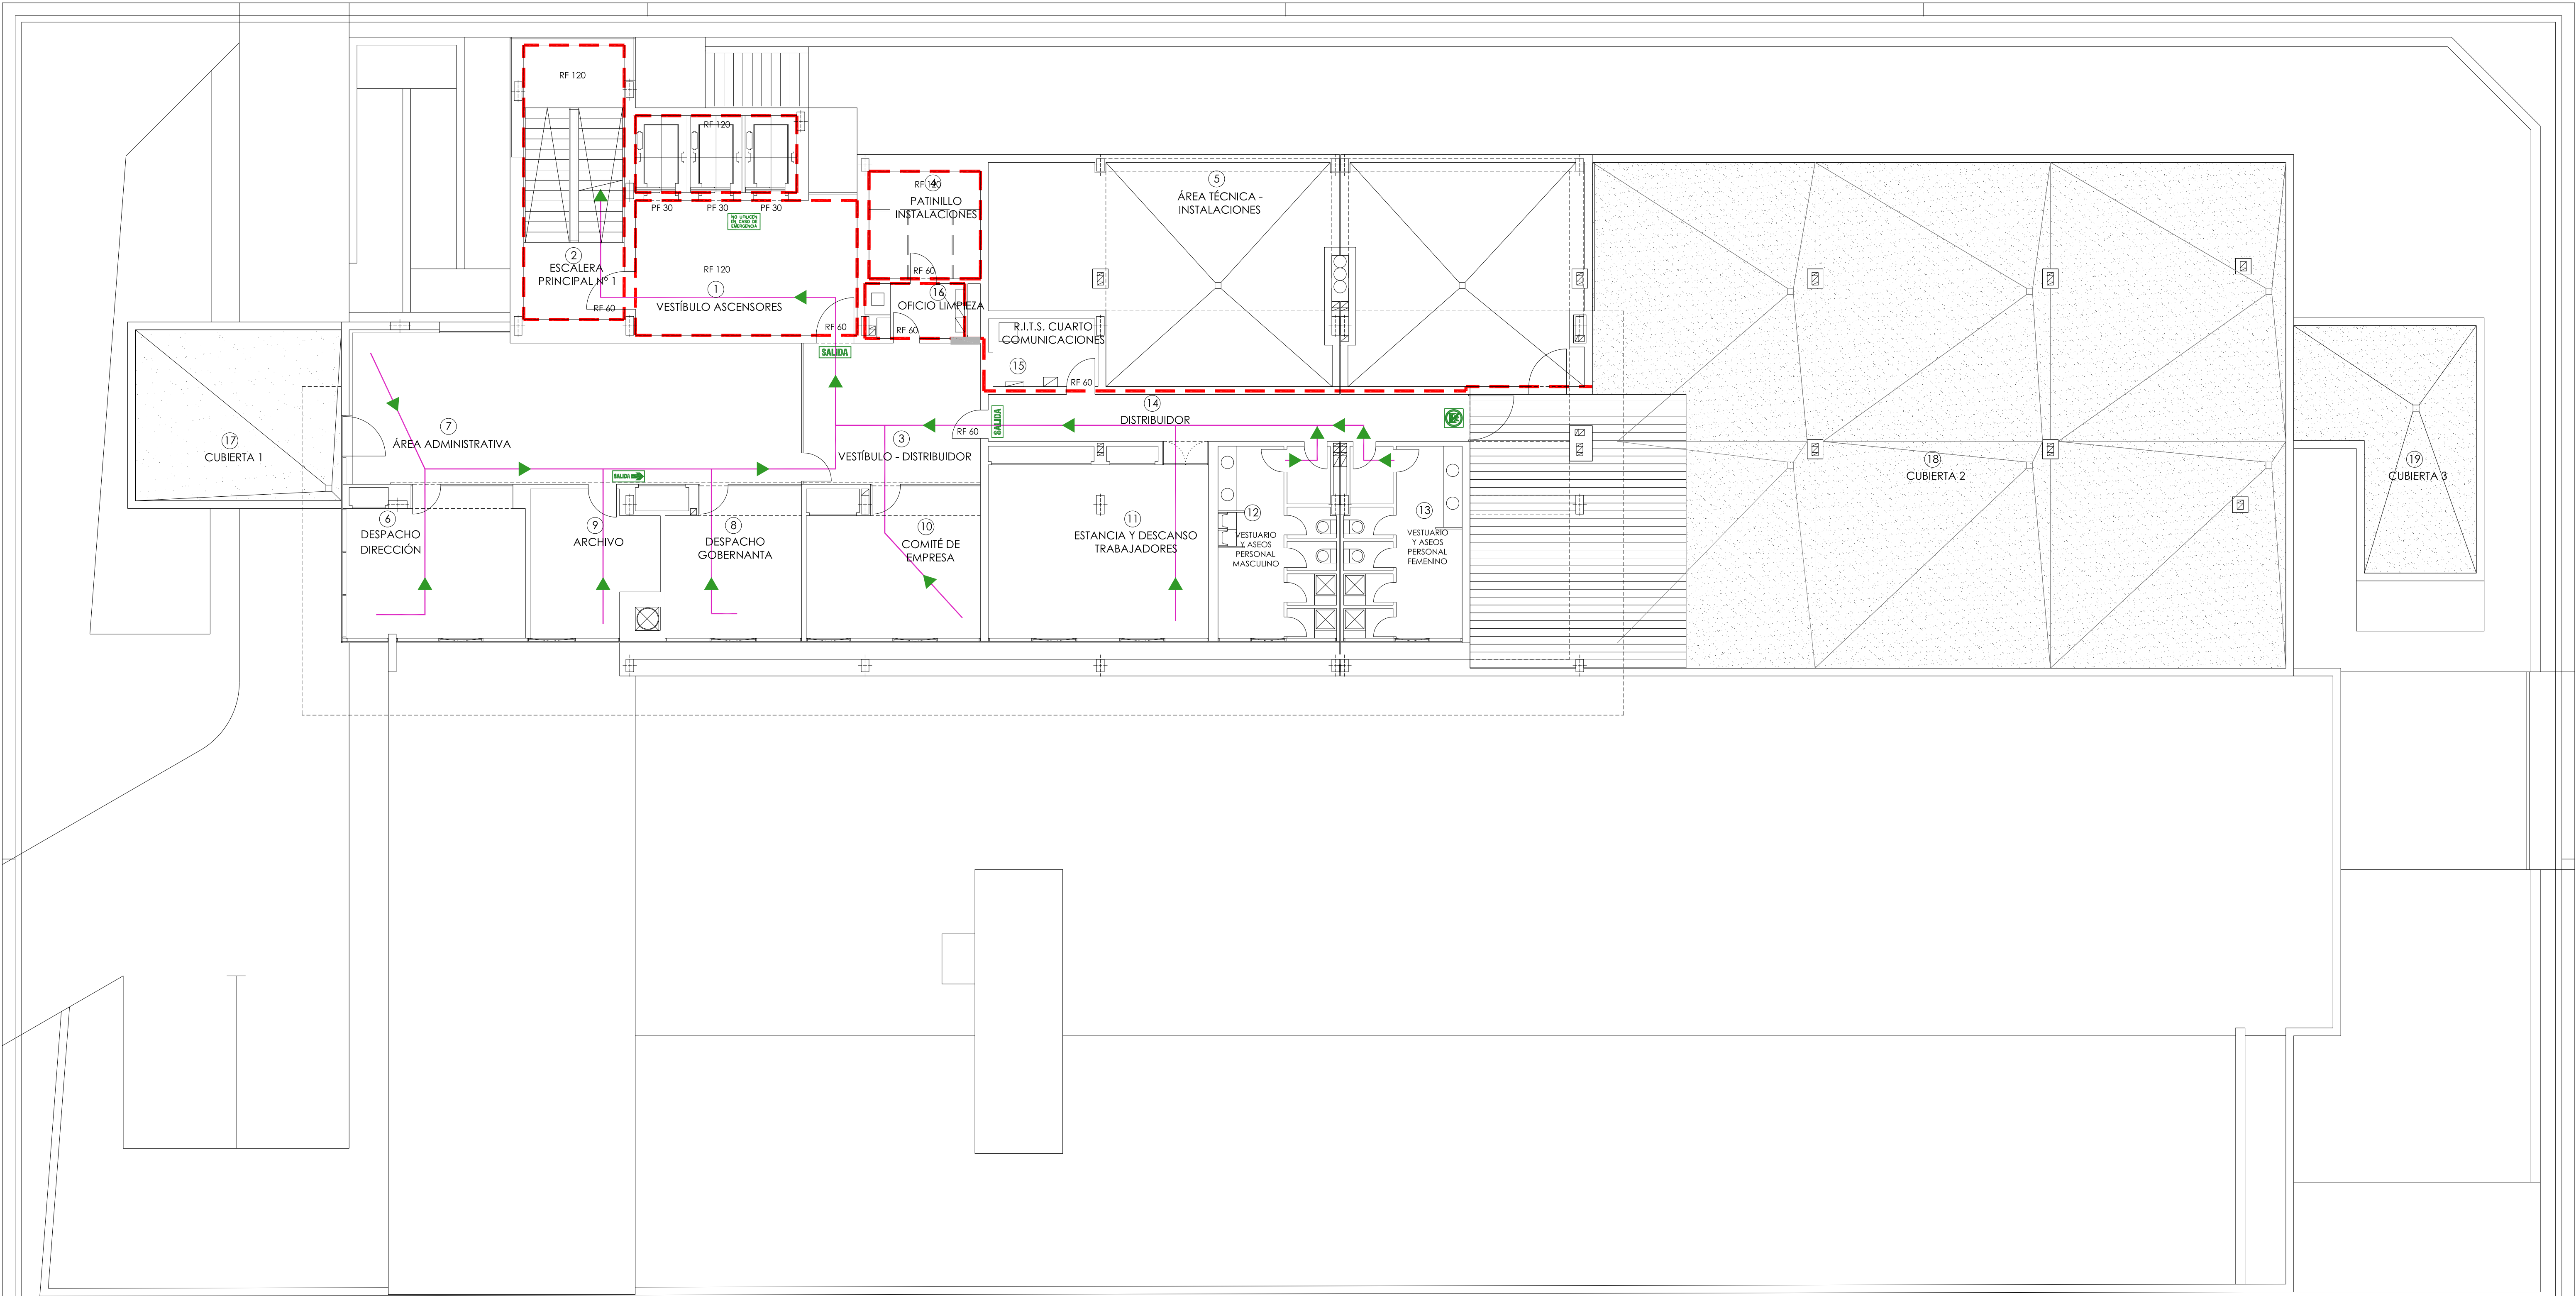 RF 120
RF 120
④
RF 120
PATINILLO
INSTALACIONES
⑤
ÁREA TÉCNICA -
INSTALACIONES
PF 30
PF 30
PF 30
NO UTILICEN
EN CASO DE
EMERGENCIA
②
ESCALERA
PRINCIPAL Nº 1
RF 120
①
VESTÍBULO ASCENSORES
RF 60
RF 60
⑯
OFICIO LIMPIEZA
RF 60
RF 60
R.I.T.S. CUARTO
COMUNICACIONES
⑮
RF 60
SALIDA
⑭
DISTRIBUIDOR
SALIDA
RF 60
⑰
CUBIERTA 1
⑦
ÁREA ADMINISTRATIVA
③
VESTÍBULO - DISTRIBUIDOR
SALIDA
⑱
CUBIERTA 2
⑲
CUBIERTA 3
⑥
DESPACHO
DIRECCIÓN
⑨
ARCHIVO
⑧
DESPACHO
GOBERNANTA
⑩
COMITÉ DE
EMPRESA
⑪
ESTANCIA Y DESCANSO
TRABAJADORES
⑫
VESTUARIO
Y ASEOS
PERSONAL
MASCULINO
⑬
VESTUARIO
Y ASEOS
PERSONAL
FEMENINO